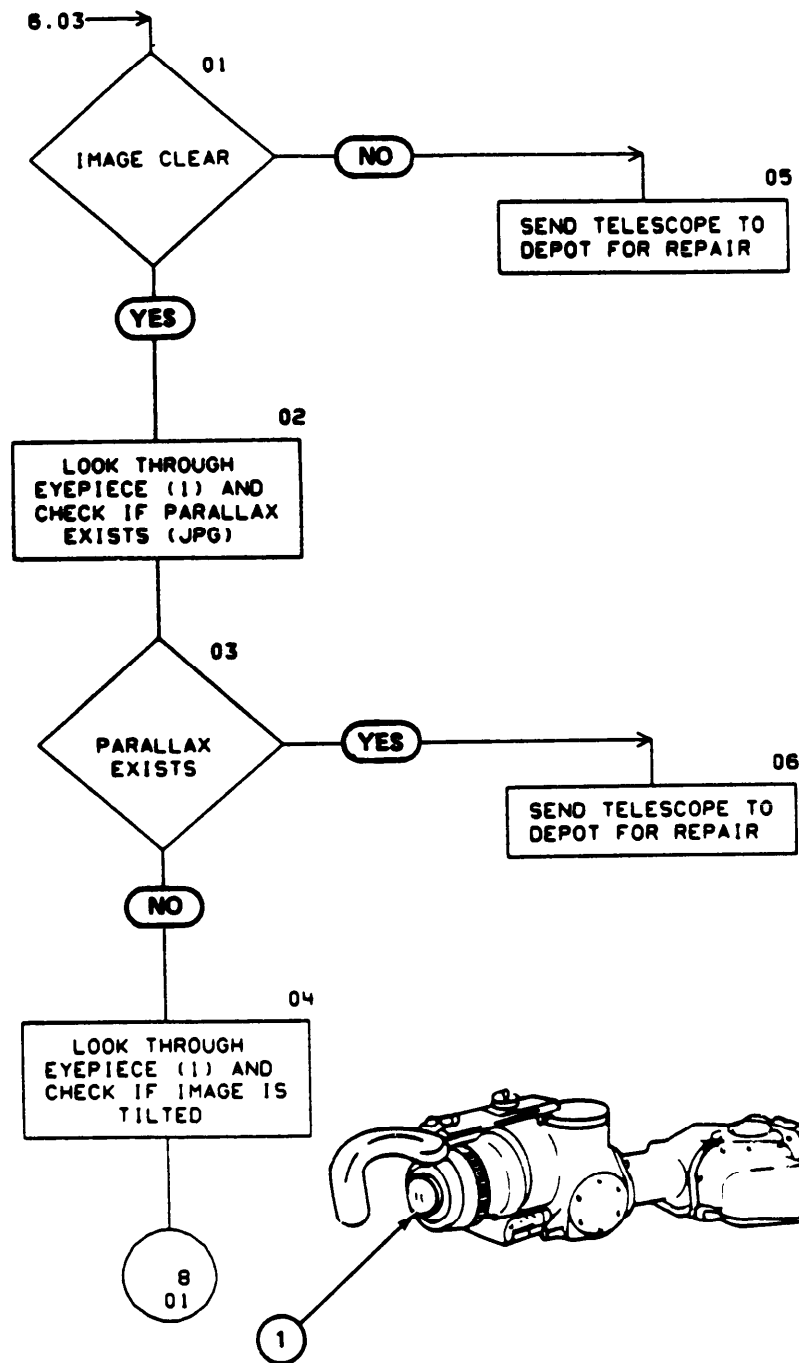 6.03
01
IMAGE CLEAR
NO
05
SEND TELESCOPE TO
DEPOT FOR REPAIR
YES
02
LOOK THROUGH
EYEPIECE (1) AND
CHECK IF PARALLAX
EXISTS (JPG)
03
PARALLAX
EXISTS
YES
06
SEND TELESCOPE TO
DEPOT FOR REPAIR
NO
04
LOOK THROUGH
EYEPIECE (1) AND
CHECK IF IMAGE IS
TILTED
8
01
1